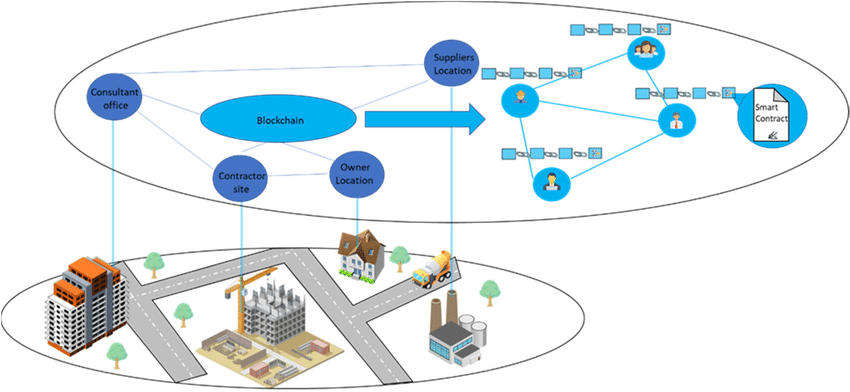 Suppliers
Location
Consultant
office
Blockchain
Smart
Contract
Contractor
site
Owner
Location